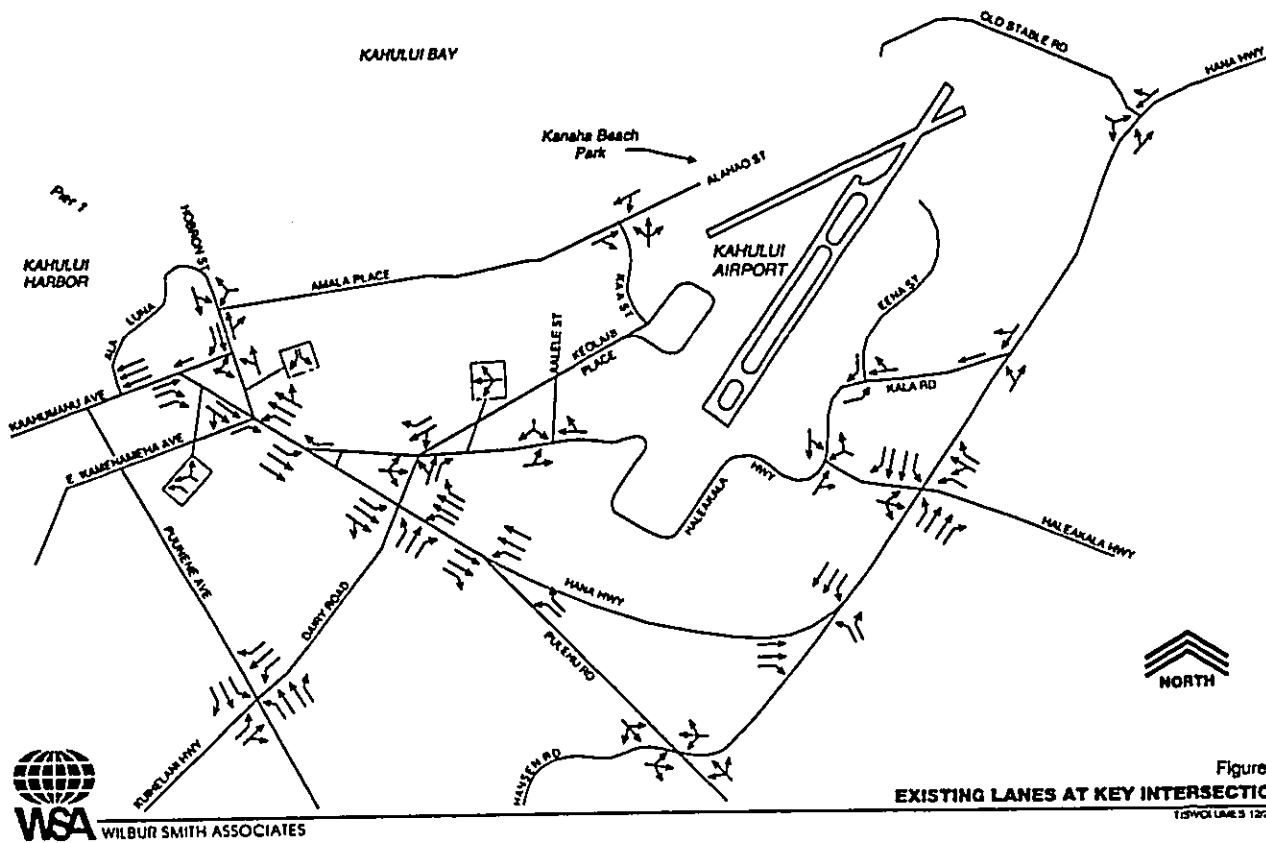 KAHULUI BAY
OLD STABLE RD
HANA HWY
Kanaha Beach
Park
ALAHAO ST
Pier 1
HOBRON ST
KAHULUI
HARBOR
KAHULUI
AIRPORT
AMALA PLACE
KAA ST
EENA ST
ALA
LUNA
AALELE ST
KEOLANI
PLACE
KALA RD
KAAHUMANU AVE
E. KAMEHAMEHA AVE
HALEAKALA
HWY
HALEAKALA HWY
PUUNENE AVE
DAIRY ROAD
HANA HWY
PULEHU RD
NORTH
KUIHELANI HWY
HANSEN RD
Figure
EXISTING LANES AT KEY INTERSECTIO
WSA WILBUR SMITH ASSOCIATES